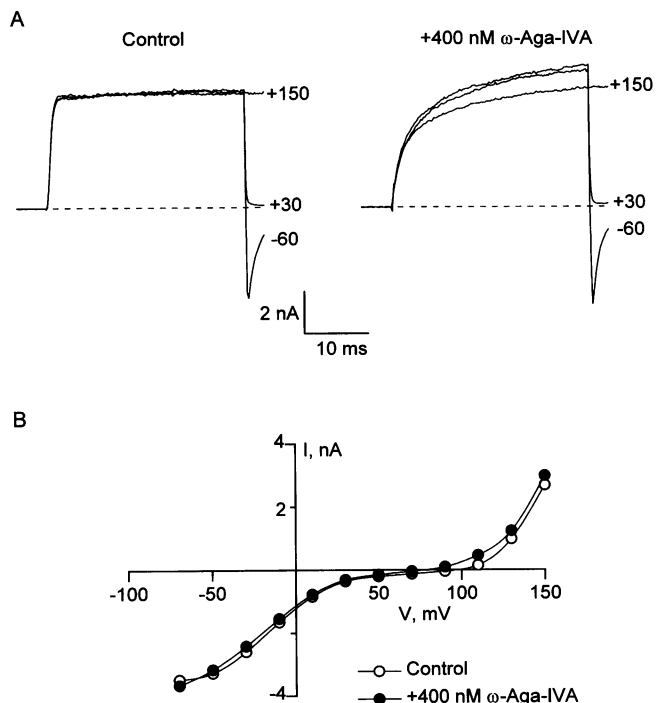 A
Control
+400 nM ω-Aga-IVA
+150
+30
-60
+150
+30
-60
2 nA
10 ms
B
4
I, nA
2
-100
-50
50
100
150
V, mV
-4
Control
+400 nM ω-Aga-IVA